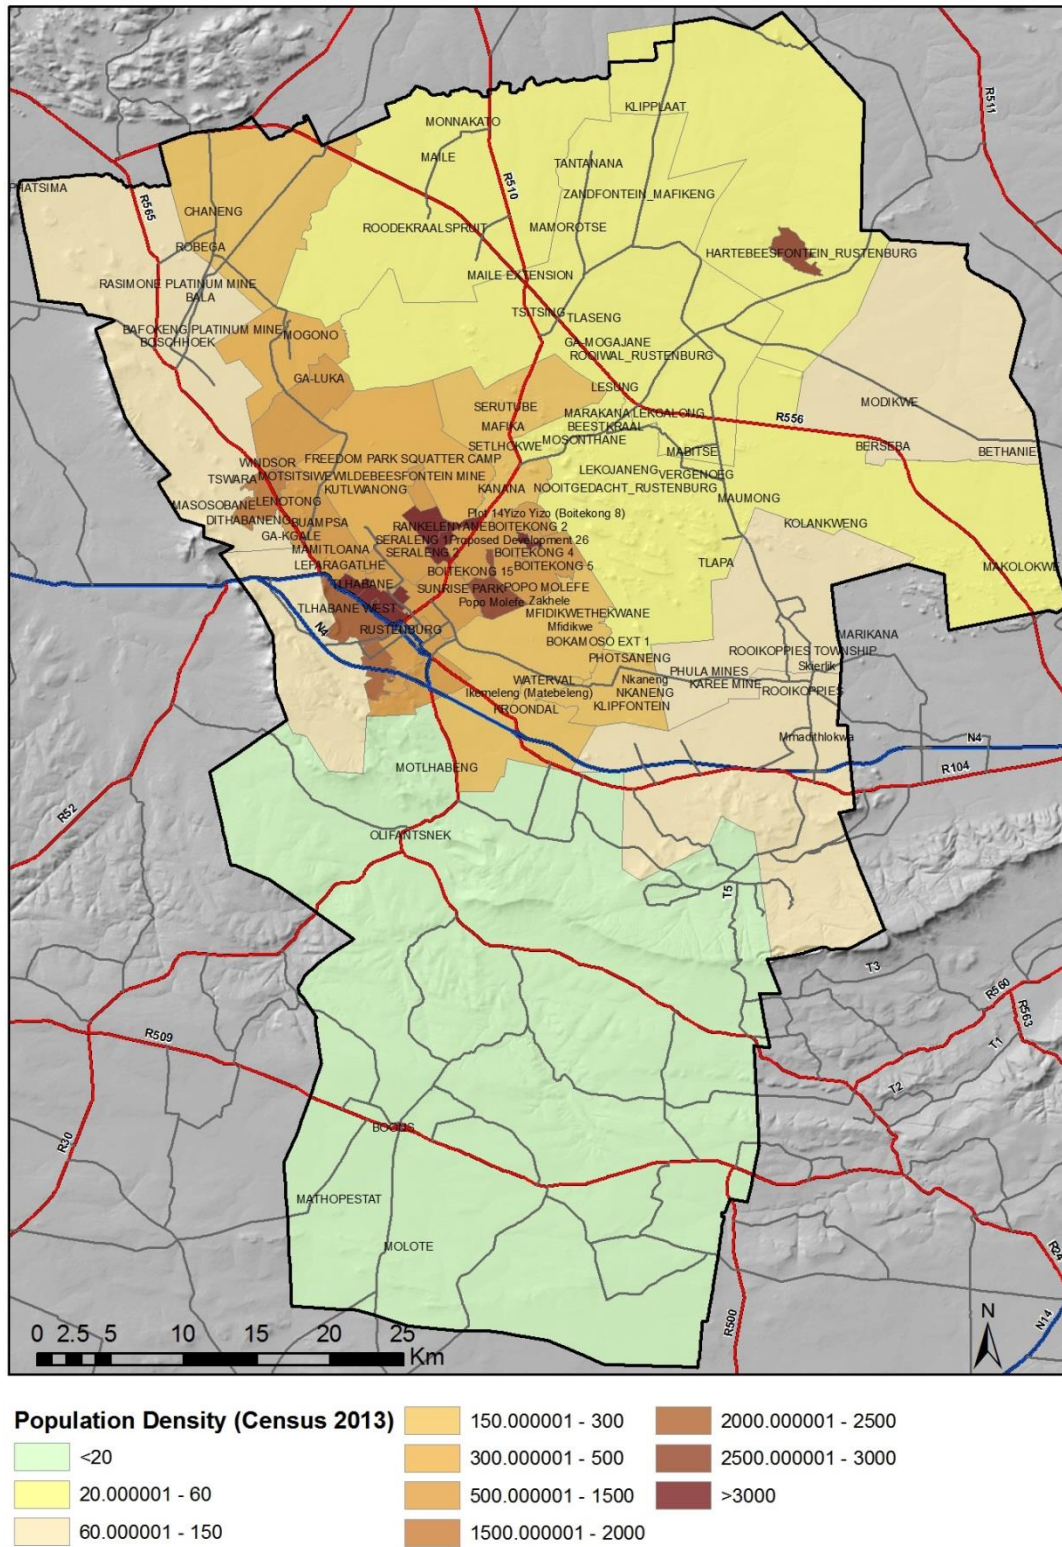 R511
KLIPPLAAT
MONNAKATO
MAILE
TANTANANA
R510
PHATSIMA
ZANDFONTEIN_MAFIKENG
R565
CHANENG
ROODEKRAALSPRUIT
MAMOROTSE
ROBEGA
HARTEBEESFONTEIN_RUSTENBURG
MAILE EXTENSION
RASIMONE PLATINUM MINE
BALA
TSITSING
TLASENG
BAFOKENG PLATINUM MINE
MOGONO
BOSCHHOEK
GA-MOGAJANE
ROOIWAL_RUSTENBURG
GA-LUKA
LESUNG
SERUTUBE
MODIKWE
MARAKANA LEKGALONG
R556
MAFIKA
BEESTKRAAL
MOSONTHANE
SETLHOKWE
BERSEBA
MABITSE
BETHANIE
FREEDOM PARK SQUATTER CAMP
WINDSOR
LEKOJANENG
TSWARA
MOTSITSIWE
WILDEBEESFONTEIN MINE
VERGENOEG
KUTLWANONG
KANANA
NOOITGEDACHT_RUSTENBURG
MAUMONG
LENOTONG
MASOSOBANE
Plot 14
Yizo Yizo (Boitekong 8)
DITHABANENG
BUAMPSA
RANKELENYANE
BOITEKONG 2
KOLANKWENG
GA-KGALE
SERALENG 1
Proposed Development 26
MAMITLOANA
SERALENG 2
BOITEKONG 4
TLAPA
LEFARAGATLHE
BOITEKONG 15
BOITEKONG 5
MAKOLOKWE
TLHABANE
SUNRISE PARK
POPO MOLEFE
Popo Molefe
Zakhele
TLHABANE WEST
MFIDIKWE
THEKWANE
N4
RUSTENBURG
Mfidikwe
MARIKANA
BOKAMOSO EXT 1
ROOIKOPPIES TOWNSHIP
PHOTSANENG
Skierlik
PHULA MINES
WATERVAL
Nkaneng
KAREE MINE
ROOIKOPPIES
Ikemeleng (Matebeleng)
NKANENG
KROONDAL
KLIPFONTEIN
Mmadithlokwa
N4
MOTLHABENG
R104
R52
OLIFANTSNEK
T5
T3
R560
R563
R509
T1
T2
BOONS
R30
MATHOPESTAT
MOLOTE
R24
R500
N14
N
0 2.5 5 10 15 20 25
Km
Population Density (Census 2013)
<20
20.000001 - 60
60.000001 - 150
150.000001 - 300
300.000001 - 500
500.000001 - 1500
1500.000001 - 2000
2000.000001 - 2500
2500.000001 - 3000
>3000